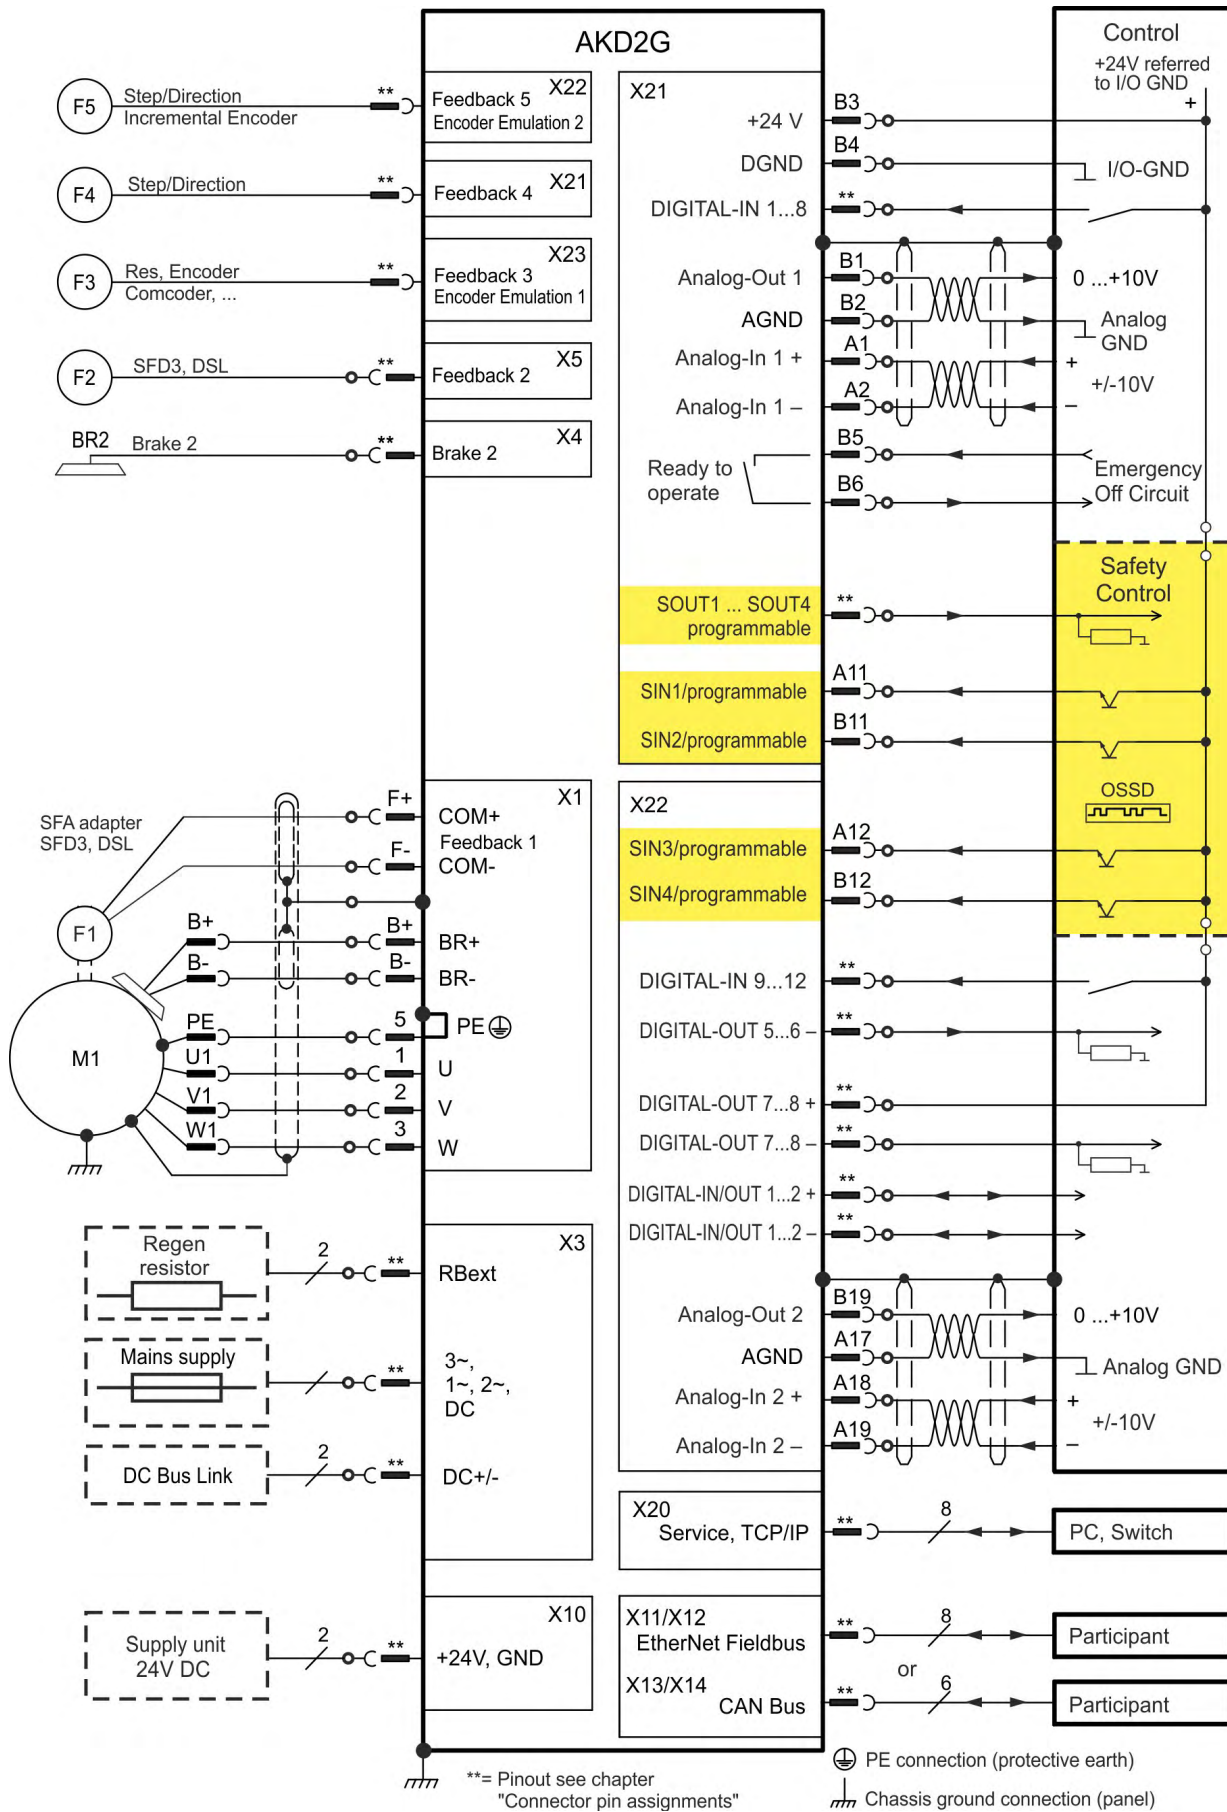 AKD2G
Control
+24V referred
to I/O GND
+
F5
Step/Direction
Incremental Encoder
**
X22
Feedback 5
Encoder Emulation 2
F4
Step/Direction
**
X21
Feedback 4
F3
Res, Encoder
Comcoder, ...
**
X23
Feedback 3
Encoder Emulation 1
F2
SFD3, DSL
**
X5
Feedback 2
BR2
Brake 2
**
X4
Brake 2
X21
+24 V
B3
DGND
B4
I/O-GND
DIGITAL-IN 1...8
**
Analog-Out 1
B1
0 ...+10V
AGND
B2
Analog
GND
Analog-In 1 +
A1
+
+/-10V
Analog-In 1 –
A2
–
Ready to
operate
B5
B6
Emergency
Off Circuit
Safety
Control
SOUT1 ... SOUT4
programmable
**
SIN1/programmable
A11
SIN2/programmable
B11
OSSD
X22
SIN3/programmable
A12
SIN4/programmable
B12
DIGITAL-IN 9...12
**
DIGITAL-OUT 5...6 –
**
DIGITAL-OUT 7...8 +
**
DIGITAL-OUT 7...8 –
**
DIGITAL-IN/OUT 1...2 +
**
DIGITAL-IN/OUT 1...2 –
**
Analog-Out 2
B19
0 ...+10V
AGND
A17
Analog GND
Analog-In 2 +
A18
+
+/-10V
Analog-In 2 –
A19
–
SFA adapter
SFD3, DSL
F1
M1
X1
F+
COM+
Feedback 1
F-
COM-
B+
B+
BR+
B-
B-
BR-
PE
5
PE
U1
1
U
V1
2
V
W1
3
W
Regen
resistor
2
**
X3
RBext
Mains supply
**
3~,
1~, 2~,
DC
DC Bus Link
2
**
DC+/-
Supply unit
24V DC
2
**
X10
+24V, GND
X20
Service, TCP/IP
**
8
PC, Switch
X11/X12
EtherNet Fieldbus
**
8
Participant
or
X13/X14
CAN Bus
**
6
Participant
**= Pinout see chapter
"Connector pin assignments"
PE connection (protective earth)
Chassis ground connection (panel)